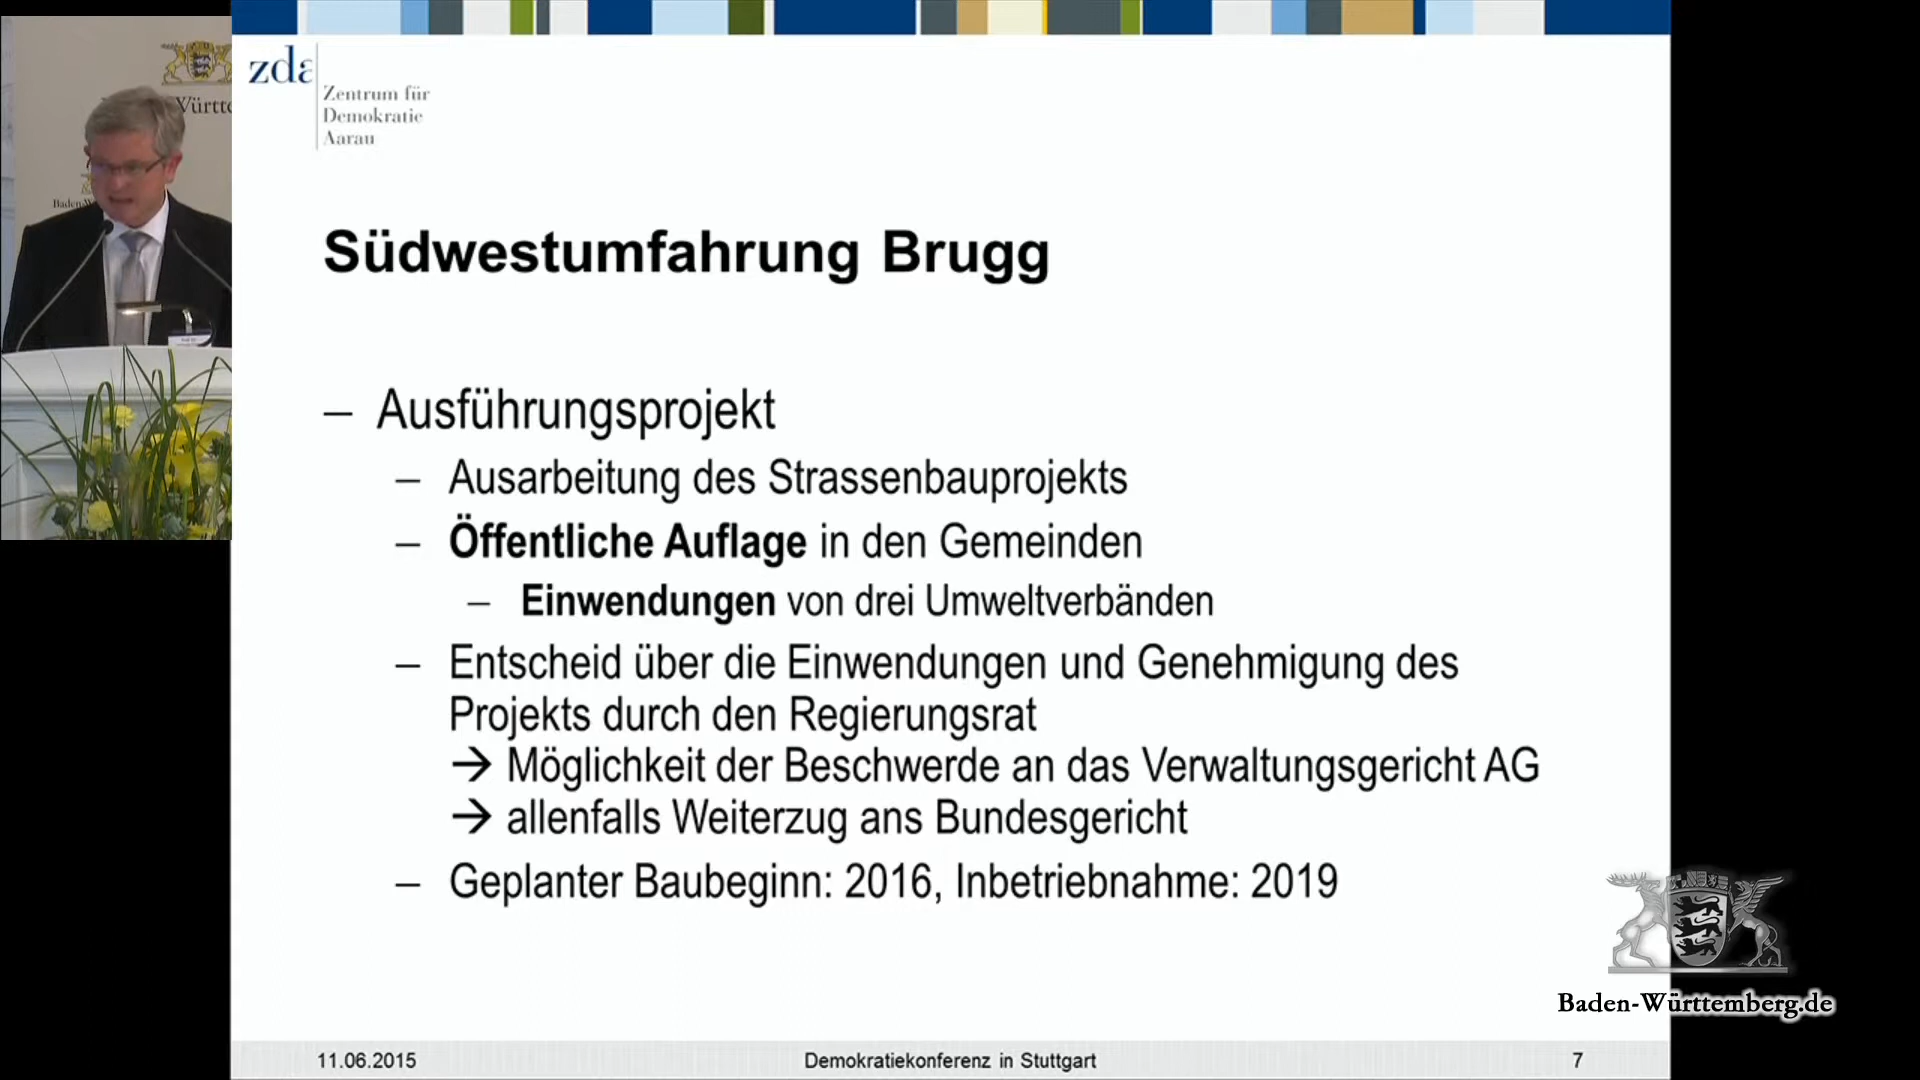 zda
Zentrum für
Demokratie
Aarau
Württe
Baden-W
Südwestumfahrung Brugg
– Ausführungsprojekt
– Ausarbeitung des Strassenbauprojekts
– Öffentliche Auflage in den Gemeinden
– Einwendungen von drei Umweltverbänden
– Entscheid über die Einwendungen und Genehmigung des
Projekts durch den Regierungsrat
→ Möglichkeit der Beschwerde an das Verwaltungsgericht AG
→ allenfalls Weiterzug ans Bundesgericht
– Geplanter Baubeginn: 2016, Inbetriebnahme: 2019
Baden-Württemberg.de
11.06.2015 Demokratiekonferenz in Stuttgart 7